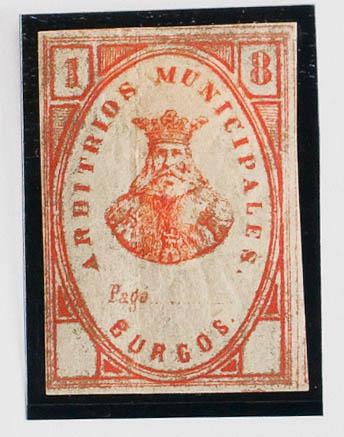 1 8
ARBITRIOS MUNICIPALES.
Pagó
BURGOS.